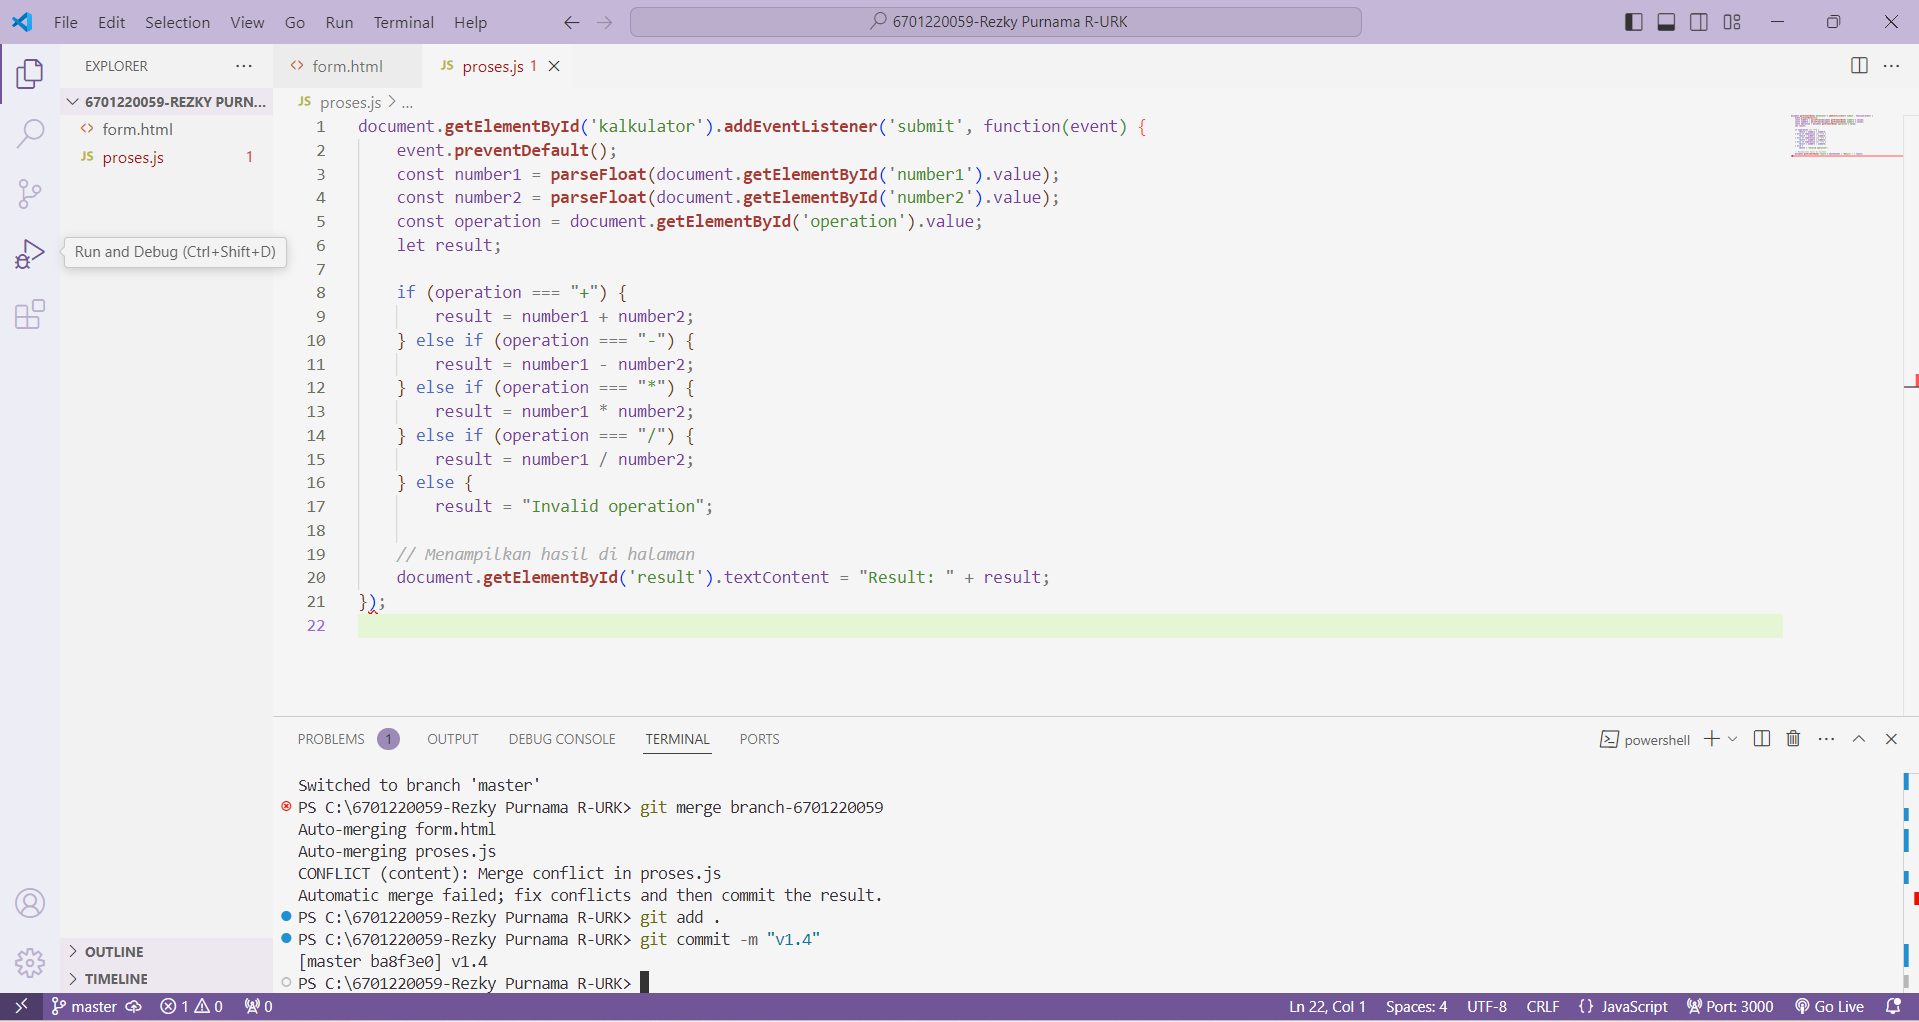 File Edit Selection View Go Run Terminal Help
6701220059-Rezky Purnama R-URK
EXPLORER
6701220059-REZKY PURN...
form.html
JS proses.js 1
Run and Debug (Ctrl+Shift+D)
OUTLINE
TIMELINE
form.html
JS proses.js 1
JS proses.js > ...
1 document.getElementById('kalkulator').addEventListener('submit', function(event) {
2     event.preventDefault();
3     const number1 = parseFloat(document.getElementById('number1').value);
4     const number2 = parseFloat(document.getElementById('number2').value);
5     const operation = document.getElementById('operation').value;
6     let result;
7
8     if (operation === "+") {
9         result = number1 + number2;
10     } else if (operation === "-") {
11         result = number1 - number2;
12     } else if (operation === "*") {
13         result = number1 * number2;
14     } else if (operation === "/") {
15         result = number1 / number2;
16     } else {
17         result = "Invalid operation";
18
19     // Menampilkan hasil di halaman
20     document.getElementById('result').textContent = "Result: " + result;
21 });
22
PROBLEMS 1 OUTPUT DEBUG CONSOLE TERMINAL PORTS
powershell
Switched to branch 'master'
PS C:\6701220059-Rezky Purnama R-URK> git merge branch-6701220059
Auto-merging form.html
Auto-merging proses.js
CONFLICT (content): Merge conflict in proses.js
Automatic merge failed; fix conflicts and then commit the result.
PS C:\6701220059-Rezky Purnama R-URK> git add .
PS C:\6701220059-Rezky Purnama R-URK> git commit -m "v1.4"
[master ba8f3e0] v1.4
PS C:\6701220059-Rezky Purnama R-URK>
master 1 0 0
Ln 22, Col 1 Spaces: 4 UTF-8 CRLF {} JavaScript Port: 3000 Go Live